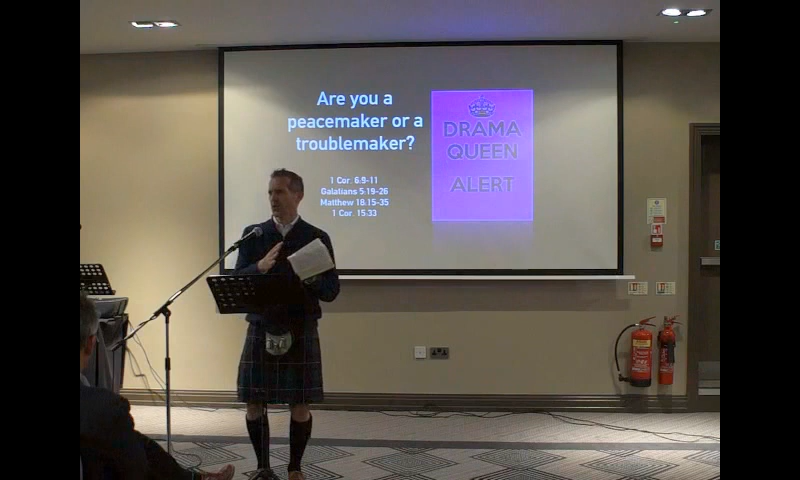 Are you a
peacemaker or a
troublemaker?
1 Cor. 6:9-11
Galatians 5:19-26
Matthew 18:15-35
1 Cor. 15:33
DRAMA
QUEEN
ALERT